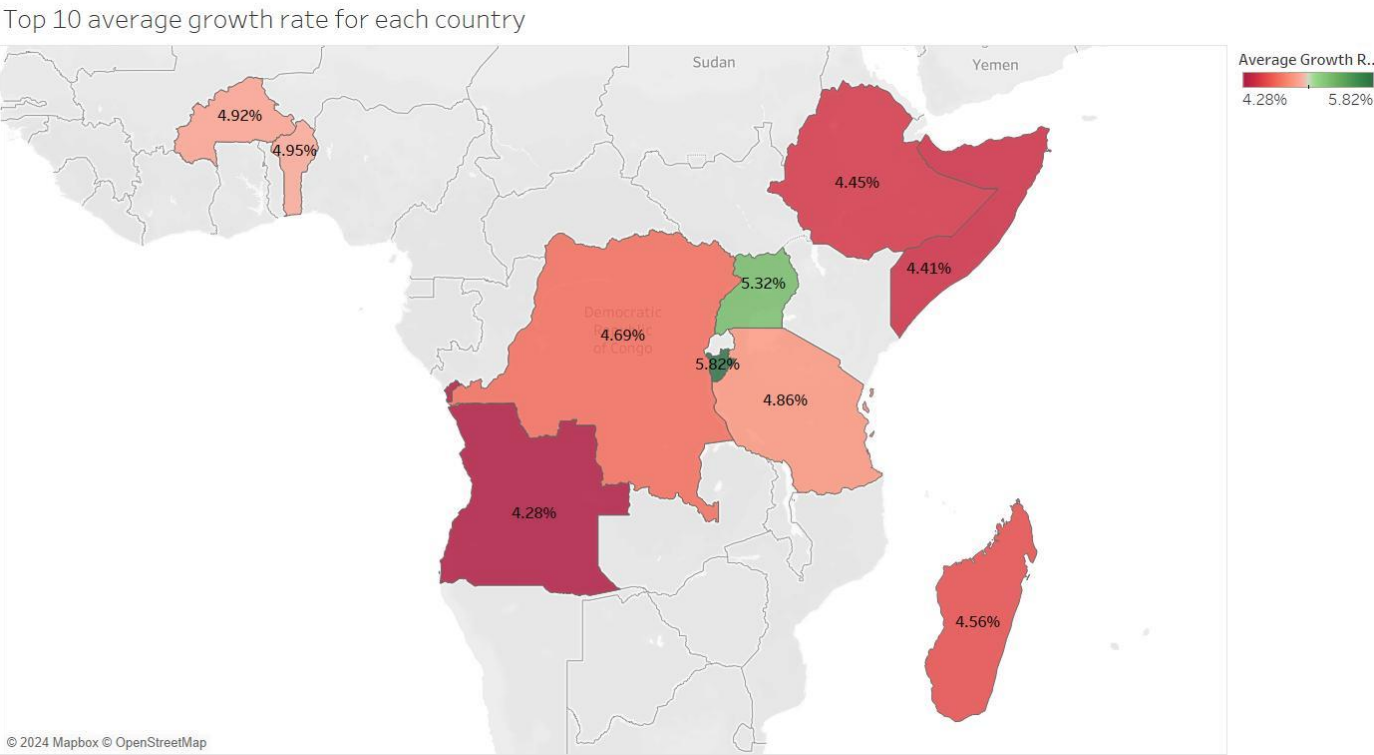 Top 10 average growth rate for each country
Average Growth R..
4.28% 5.82%
Sudan
Yemen
4.92%
4.95%
4.45%
4.41%
5.32%
Democratic
Republic
of Congo
4.69%
5.82%
4.86%
4.28%
4.56%
© 2024 Mapbox © OpenStreetMap